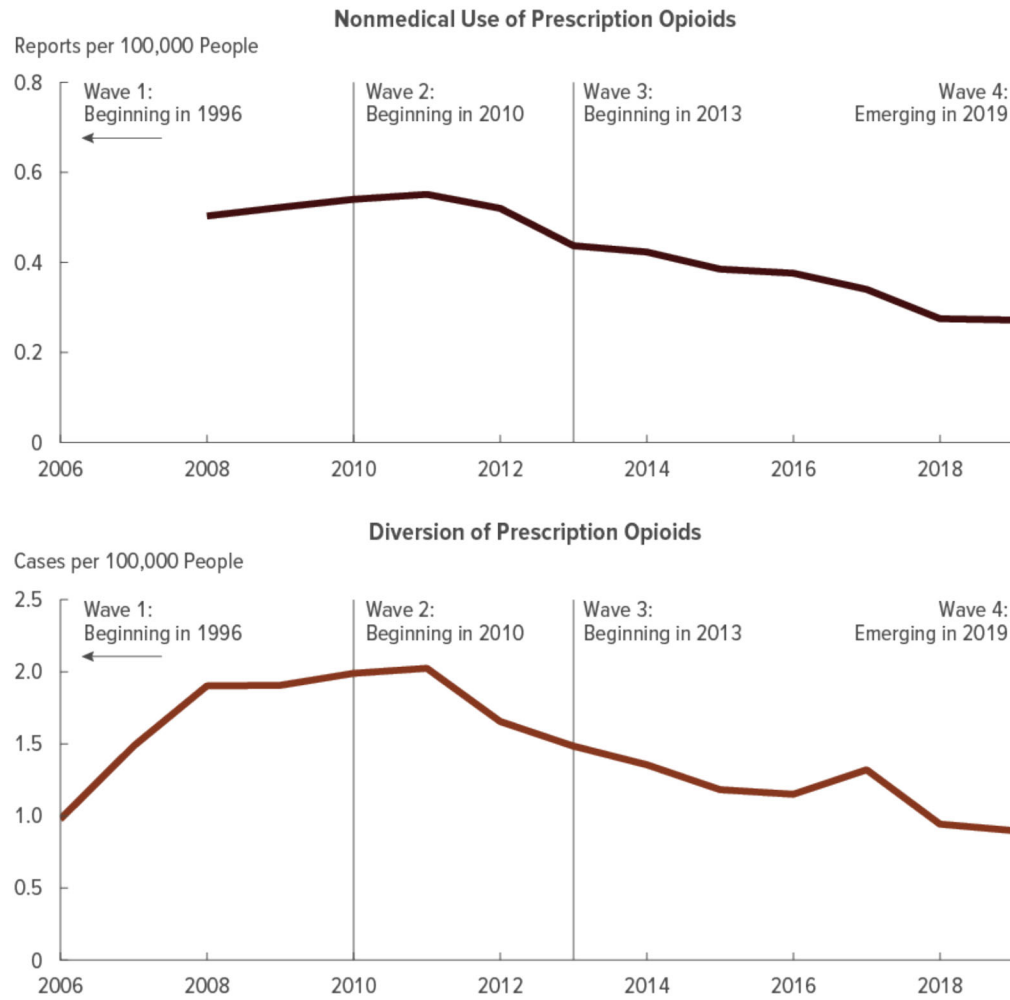 Nonmedical Use of Prescription Opioids
Reports per 100,000 People
0.8
Wave 1:
Beginning in 1996
Wave 2:
Beginning in 2010
Wave 3:
Beginning in 2013
Wave 4:
Emerging in 2019
0.6
0.4
0.2
0
2006 2008 2010 2012 2014 2016 2018
Diversion of Prescription Opioids
Cases per 100,000 People
2.5
Wave 1:
Beginning in 1996
Wave 2:
Beginning in 2010
Wave 3:
Beginning in 2013
Wave 4:
Emerging in 2019
2.0
1.5
1.0
0.5
0
2006 2008 2010 2012 2014 2016 2018